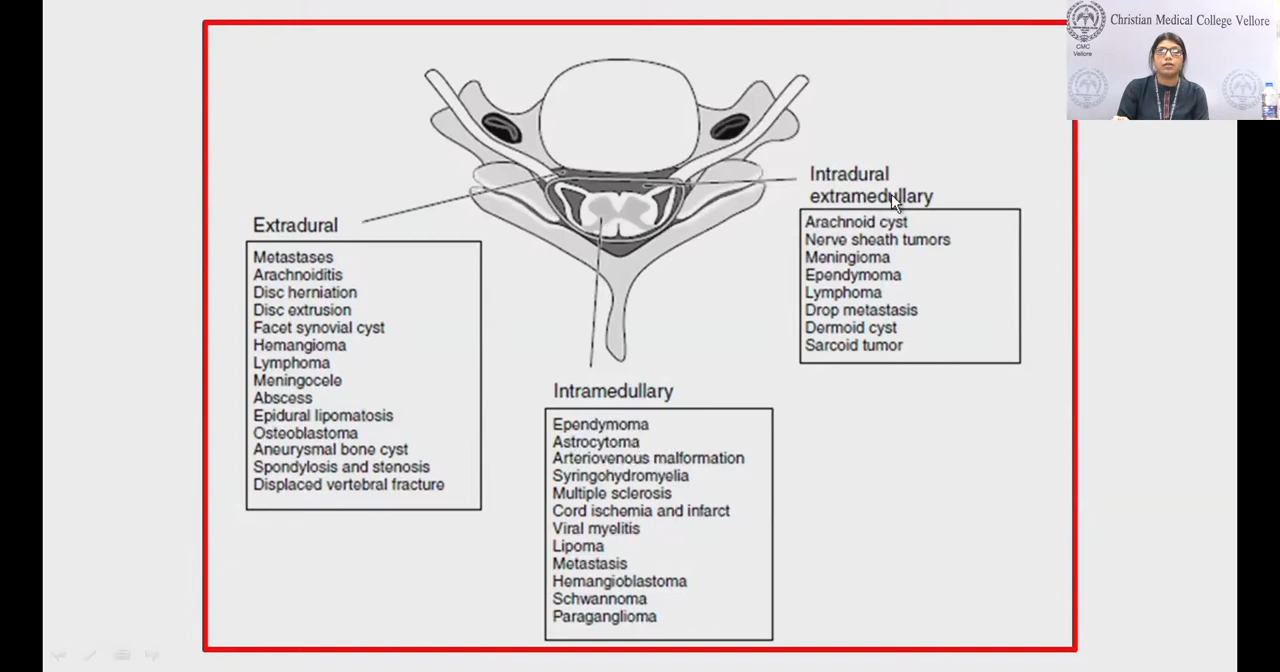 Christian Medical College Vellore
CMC
Vellore
Intradural
extramedullary
Arachnoid cyst
Nerve sheath tumors
Meningioma
Ependymoma
Lymphoma
Drop metastasis
Dermoid cyst
Sarcoid tumor
Extradural
Metastases
Arachnoiditis
Disc herniation
Disc extrusion
Facet synovial cyst
Hemangioma
Lymphoma
Meningocele
Abscess
Epidural lipomatosis
Osteoblastoma
Aneurysmal bone cyst
Spondylosis and stenosis
Displaced vertebral fracture
Intramedullary
Ependymoma
Astrocytoma
Arteriovenous malformation
Syringohydromyelia
Multiple sclerosis
Cord ischemia and infarct
Viral myelitis
Lipoma
Metastasis
Hemangioblastoma
Schwannoma
Paraganglioma